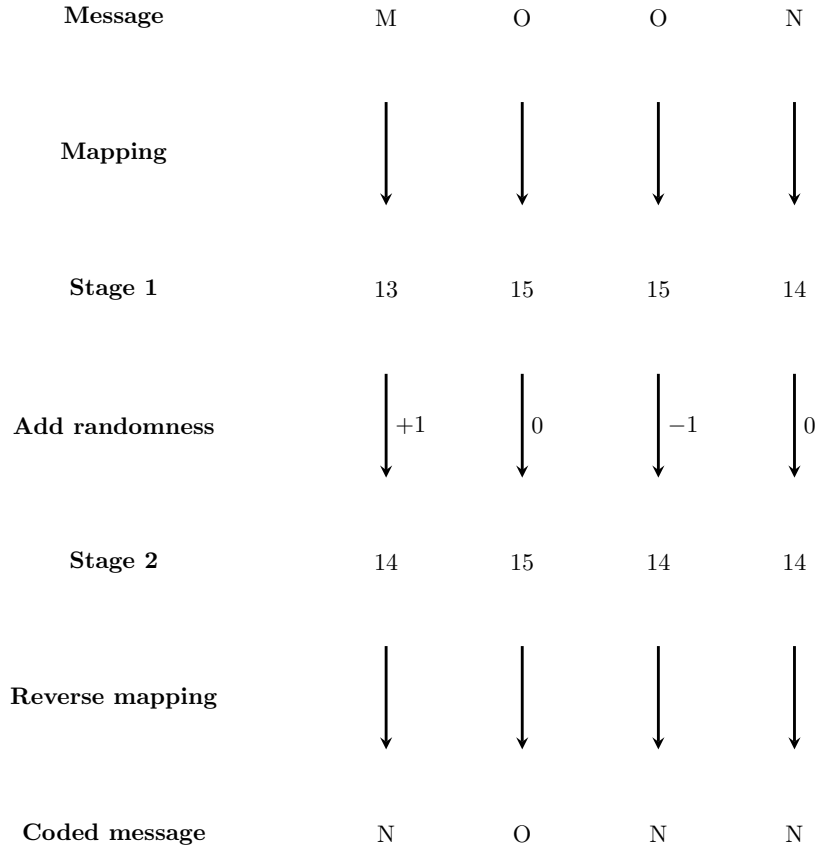 Message M O O N
Mapping
Stage 1 13 15 15 14
Add randomness +1 0 −1 0
Stage 2 14 15 14 14
Reverse mapping
Coded message N O N N